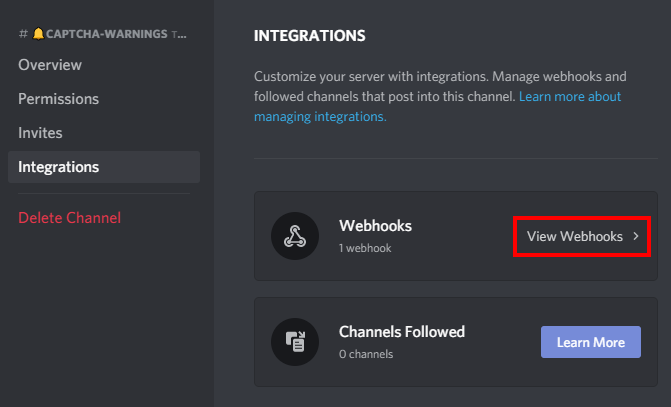 # 🔔CAPTCHA-WARNINGS T...
Overview
Permissions
Invites
Integrations
Delete Channel
INTEGRATIONS
Customize your server with integrations. Manage webhooks and
followed channels that post into this channel. Learn more about
managing integrations.
Webhooks
1 webhook
View Webhooks >
Channels Followed
0 channels
Learn More